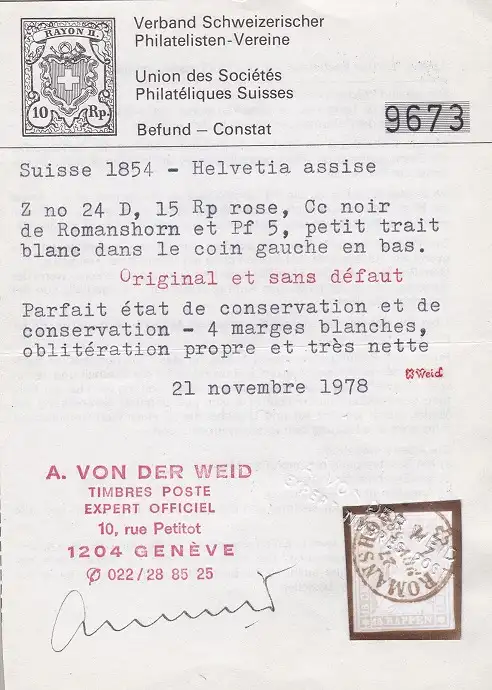 RAYON II.
10 Rp.
Verband Schweizerischer
Philatelisten-Vereine
Union des Sociétés
Philatéliques Suisses
Befund – Constat
9673
Suisse 1854 - Helvetia assise
Z no 24 D, 15 Rp rose, Cc noir
de Romanshorn et Pf 5, petit trait
blanc dans le coin gauche en bas.
Original et sans défaut
Parfait état de conservation et de
conservation - 4 marges blanches,
oblitération propre et très nette
Weid
21 novembre 1978
A. VON DER WEID
TIMBRES POSTE
EXPERT OFFICIEL
10, rue Petitot
1204 GENÈVE
022/28 85 25
15 RAPPEN